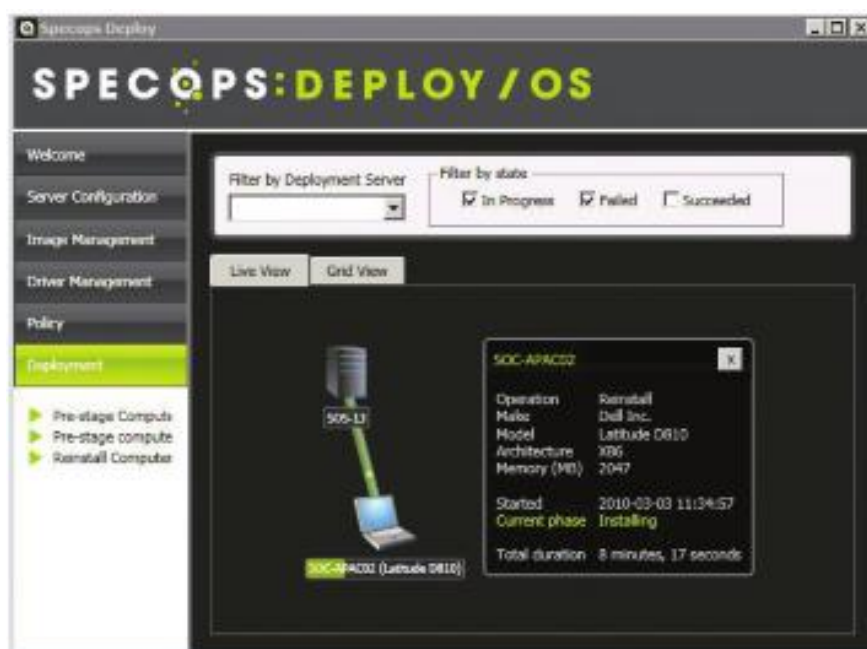 Specops Deploy
SPECOPS:DEPLOY/OS
Welcome
Server Configuration
Image Management
Driver Management
Policy
Deployment
Pre-stage Compute
Pre-stage compute
Reinstall Computer
Filter by Deployment Server
Filter by state
In Progress Failed Succeeded
Live View Grid View
SOC-APAC02 (Latitude D810)
SOC-APAC02 X
Operation Reinstall
Make Dell Inc.
Model Latitude D810
Architecture X86
Memory (MB) 2047
Started 2010-03-03 11:34:57
Current phase Installing
Total duration 8 minutes, 17 seconds